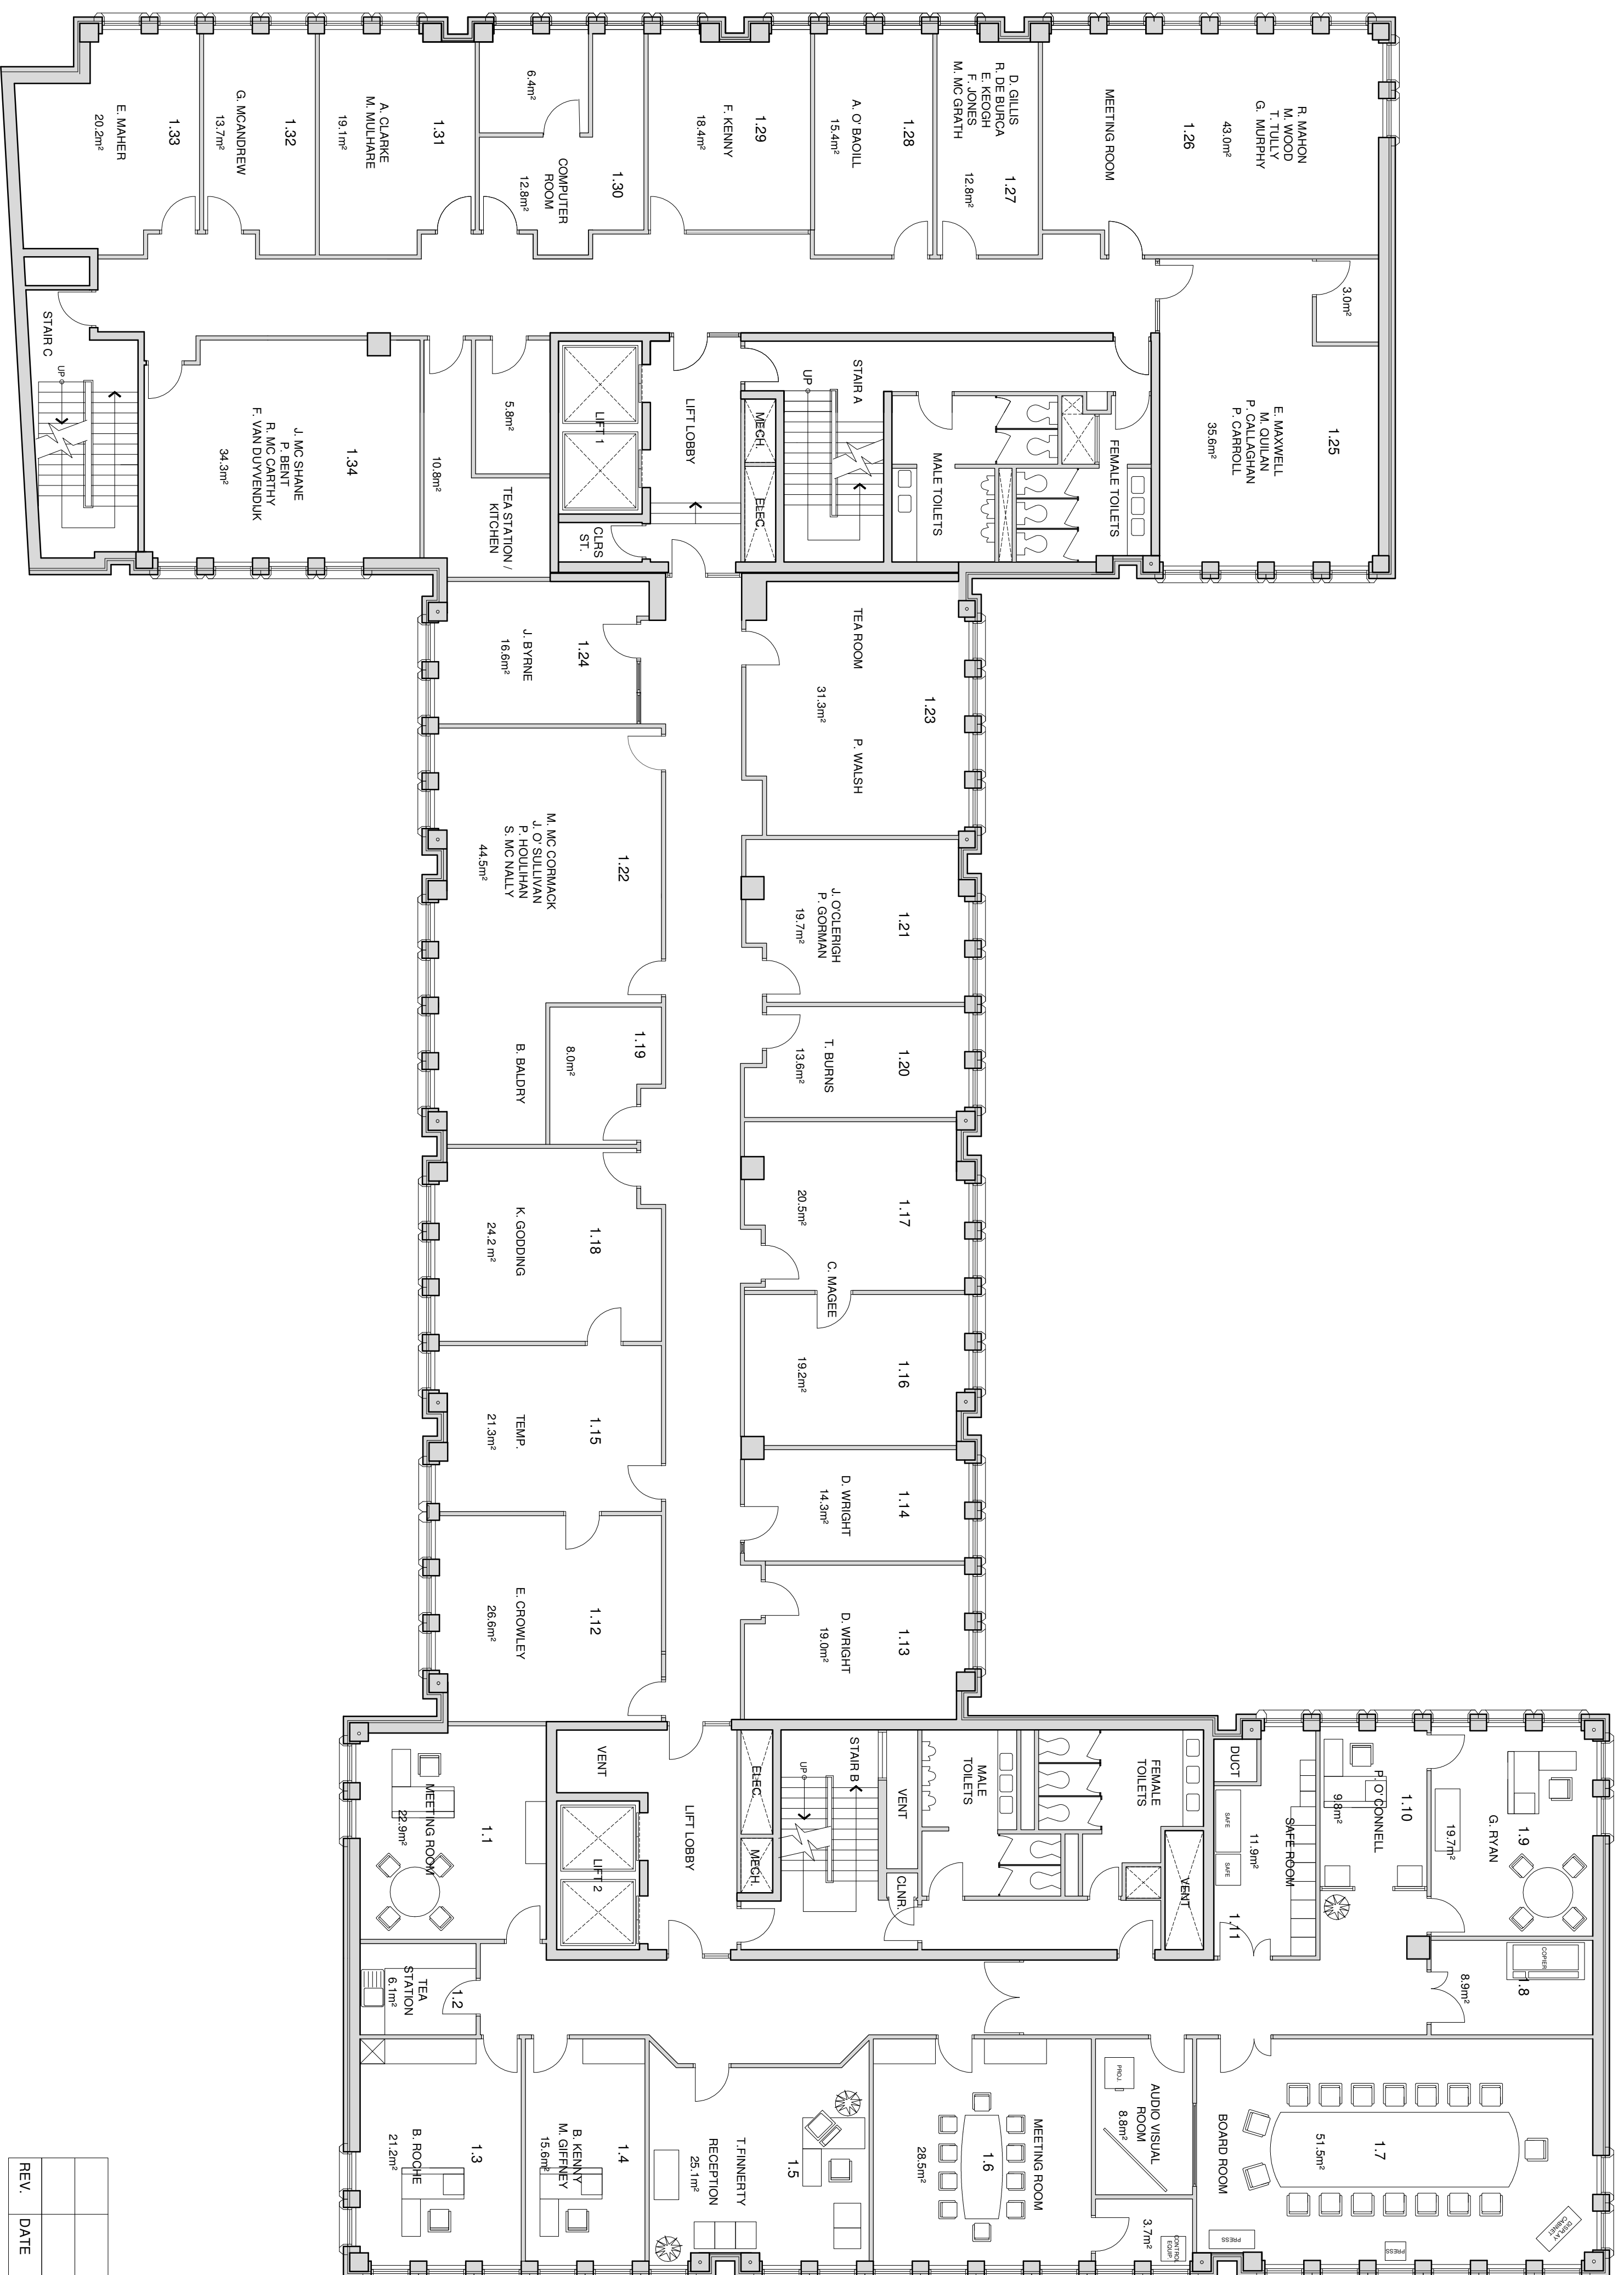 R. MAHON
M. WOOD
T. TULLY
G. MURPHY
43.0m²
1.26
MEETING ROOM
D. GILLIS
R. DE BURCA
E. KEOGH
F. JONES
M. MC GRATH
1.27
12.8m²
1.28
A. O' BAOILL
15.4m²
1.29
F. KENNY
18.4m²
1.30
COMPUTER
ROOM
12.8m²
6.4m²
1.31
A. CLARKE
M. MULHARE
19.1m²
1.32
G. MCANDREW
13.7m²
1.33
E. MAHER
20.2m²
3.0m²
1.25
E. MAXWELL
M. QUILAN
P. CALLAGHAN
P. CARROLL
35.6m²
FEMALE TOILETS
MALE TOILETS
STAIR A
UP
MECH.
ELEC.
LIFT LOBBY
LIFT 1
CLRS
ST.
5.8m²
TEA STATION /
KITCHEN
10.8m²
1.34
J. MC SHANE
P. BENT
R. MC CARTHY
F. VAN DUYVENDIJK
34.3m²
STAIR C
UP
1.23
TEA ROOM
P. WALSH
31.3m²
1.24
J. BYRNE
16.6m²
1.22
M. MC CORMACK
J. O' SULLIVAN
P. HOULIHAN
S. MC NALLY
44.5m²
1.21
J. O'CLERIGH
P. GORMAN
19.7m²
1.20
T. BURNS
13.6m²
1.19
8.0m²
B. BALDRY
1.17
20.5m²
C. MAGEE
1.18
K. GODDING
24.2 m²
1.16
19.2m²
1.15
TEMP.
21.3m²
1.14
D. WRIGHT
14.3m²
1.13
D. WRIGHT
19.0m²
1.12
E. CROWLEY
26.6m²
1.9
G. RYAN
19.7m²
1.10
P. O' CONNELL
9.8m²
SAFE ROOM
11.9m²
1.11
SAFE
SAFE
DUCT
VENT
FEMALE
TOILETS
MALE
TOILETS
VENT
CLNR.
STAIR B
UP
ELEC.
MECH.
LIFT LOBBY
VENT
LIFT 2
1.1
MEETING ROOM
22.9m²
1.2
TEA
STATION
6.1m²
COPIER
1.8
8.9m²
1.7
51.5m²
BOARD ROOM
DISPLAY
CABINET
PRESS
PRESS
AUDIO VISUAL
ROOM
8.8m²
PROJ.
3.7m²
CONTROL
EQUIP.
MEETING ROOM
1.6
28.5m²
1.5
T.FINNERTY
RECEPTION
25.1m²
1.4
B. KENNY
M. GIFFNEY
15.6m²
1.3
B. ROCHE
21.2m²
REV.
DATE